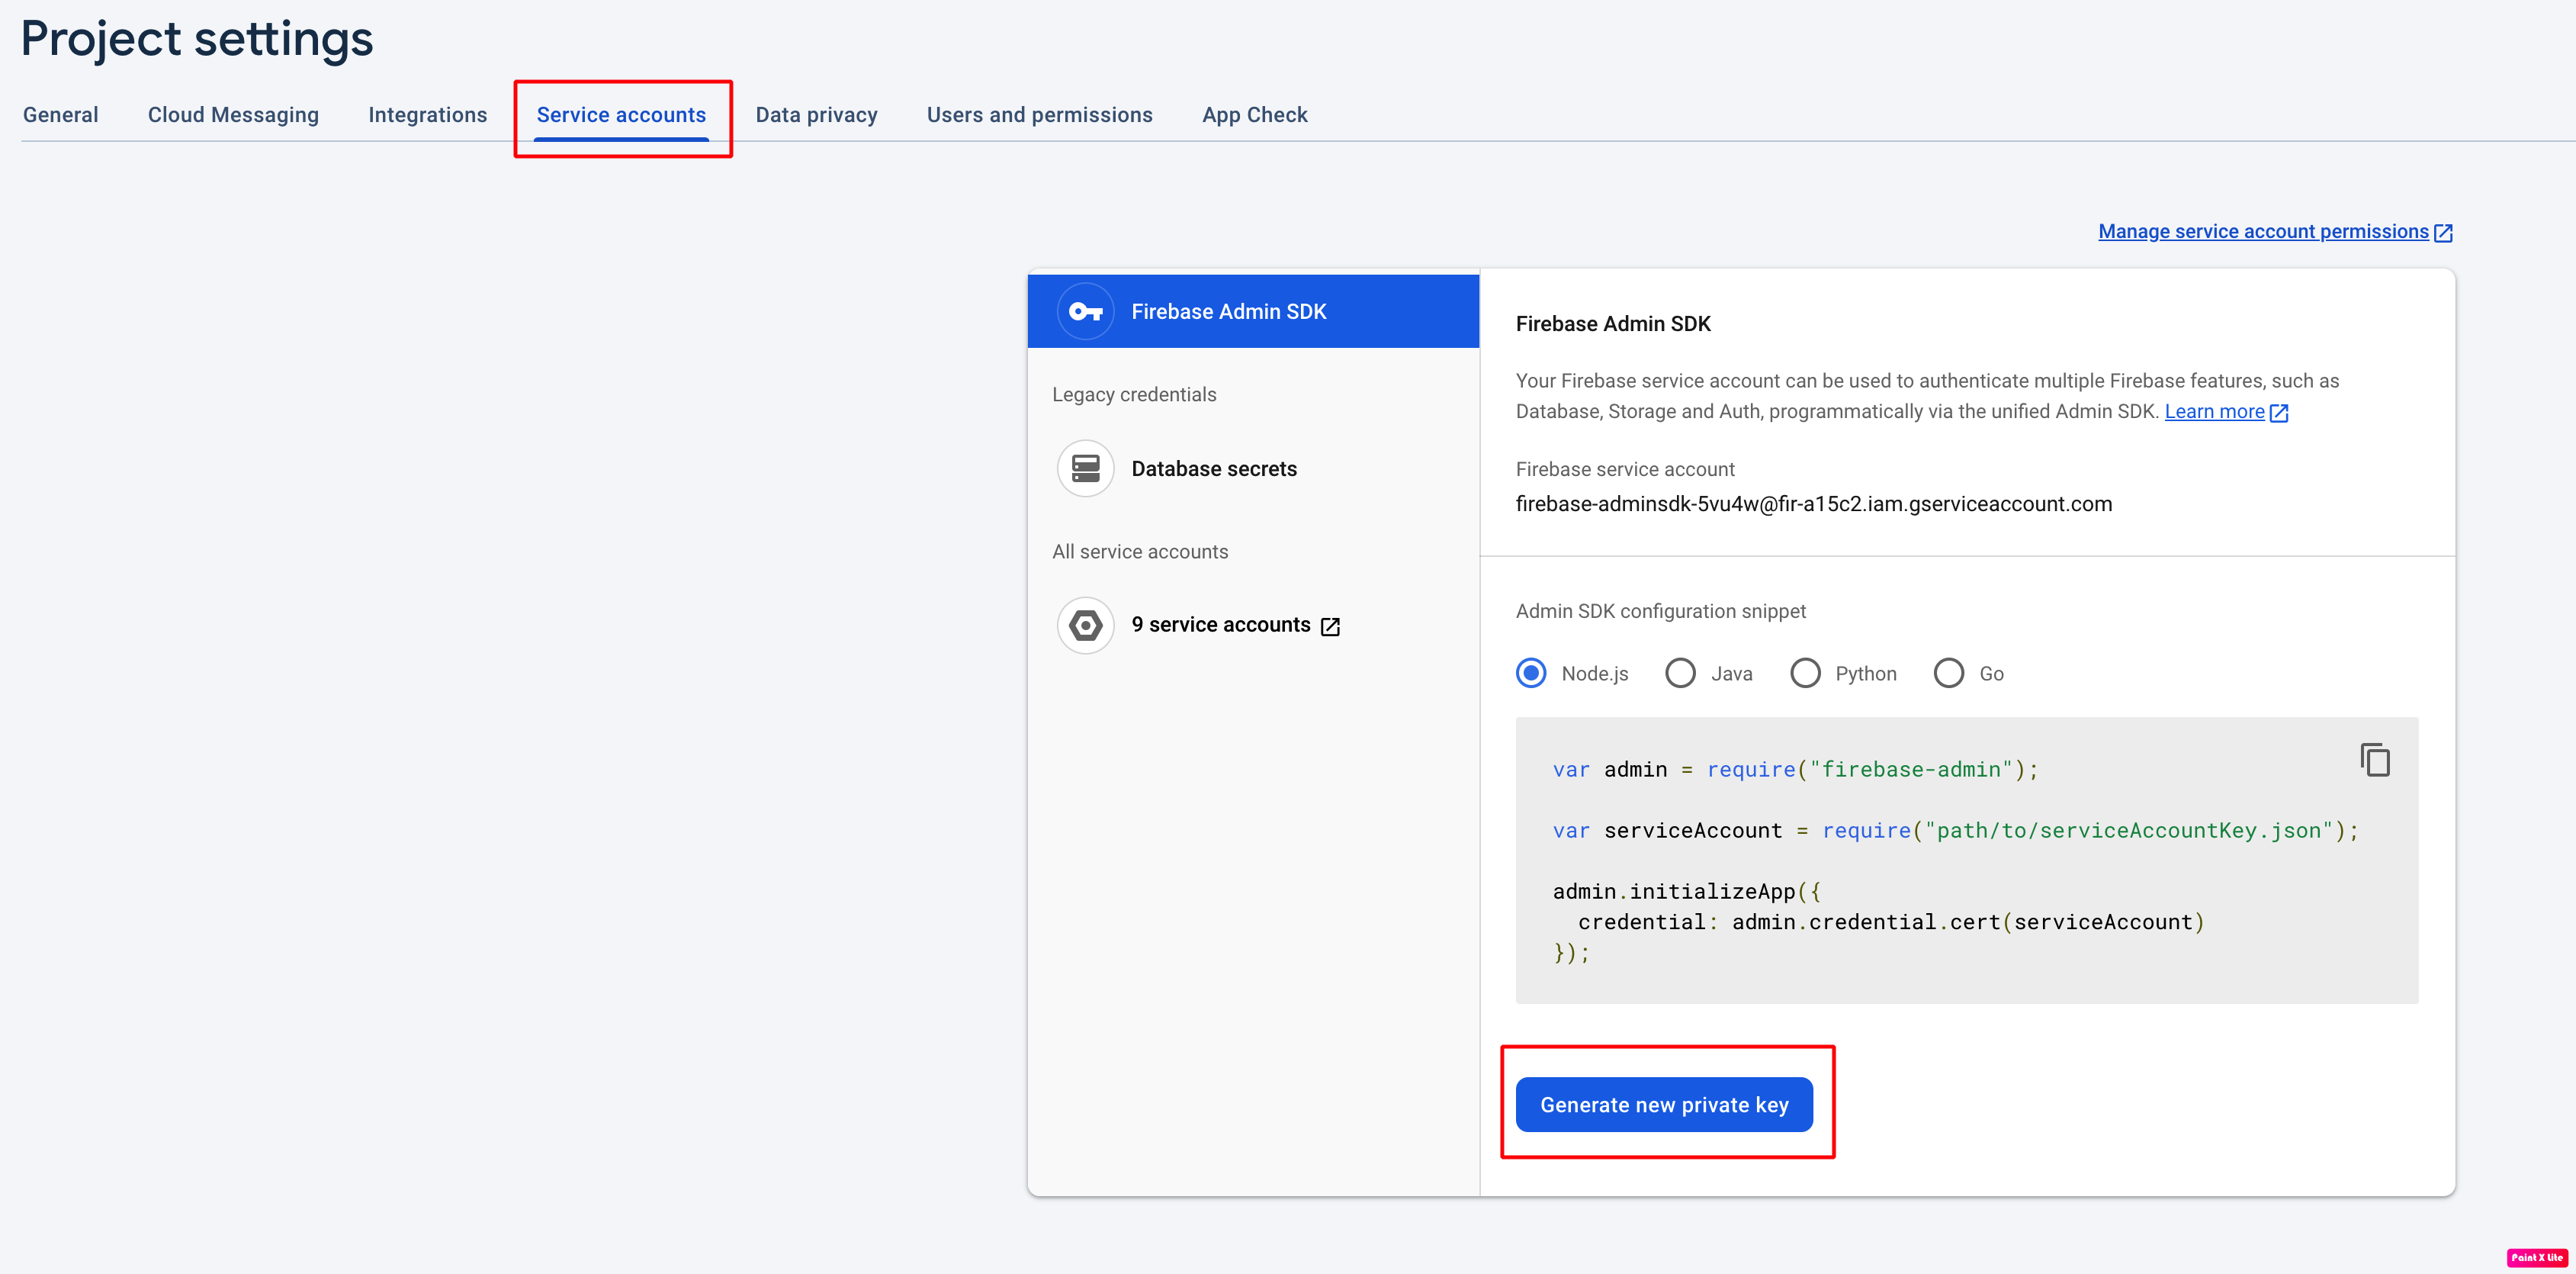 Project settings
General Cloud Messaging Integrations Service accounts Data privacy Users and permissions App Check
Manage service account permissions
Firebase Admin SDK
Legacy credentials
Database secrets
All service accounts
9 service accounts
Firebase Admin SDK
Your Firebase service account can be used to authenticate multiple Firebase features, such as
Database, Storage and Auth, programmatically via the unified Admin SDK. Learn more
Firebase service account
firebase-adminsdk-5vu4w@fir-a15c2.iam.gserviceaccount.com
Admin SDK configuration snippet
Node.js Java Python Go
var admin = require("firebase-admin");
var serviceAccount = require("path/to/serviceAccountKey.json");
admin.initializeApp({
  credential: admin.credential.cert(serviceAccount)
});
Generate new private key
Paint X Lite